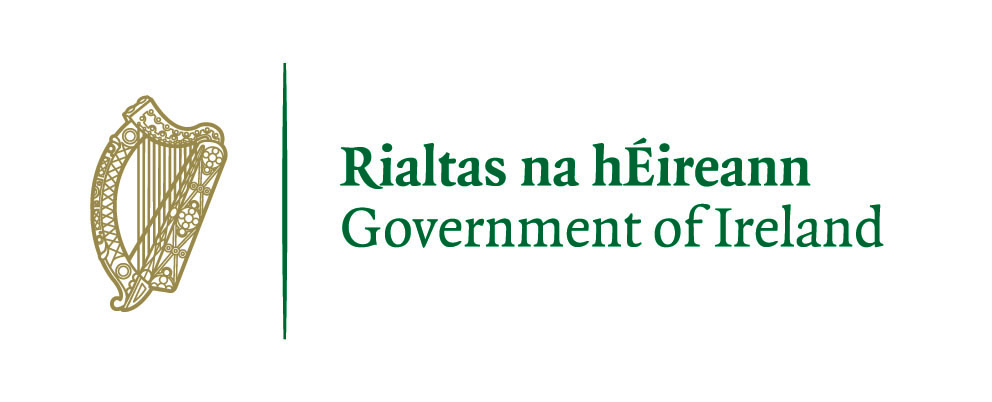 Rialtas na hÉireann
Government of Ireland